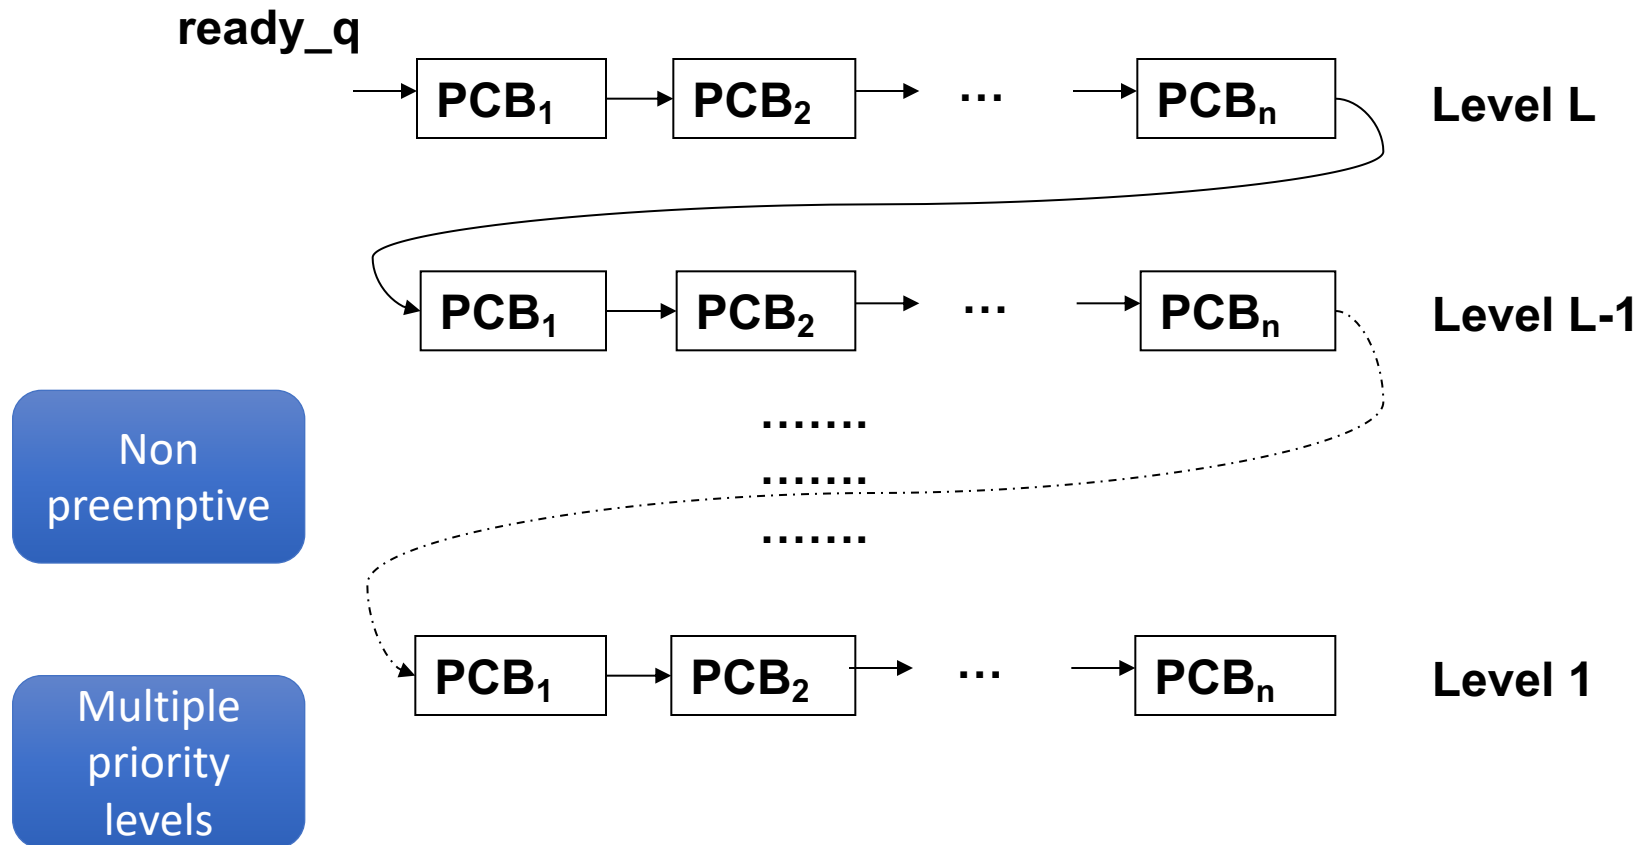 ready_q
PCB₁ PCB₂ ... PCBₙ Level L
PCB₁ PCB₂ ... PCBₙ Level L-1
Non
preemptive
.......
.......
.......
PCB₁ PCB₂ ... PCBₙ Level 1
Multiple
priority
levels